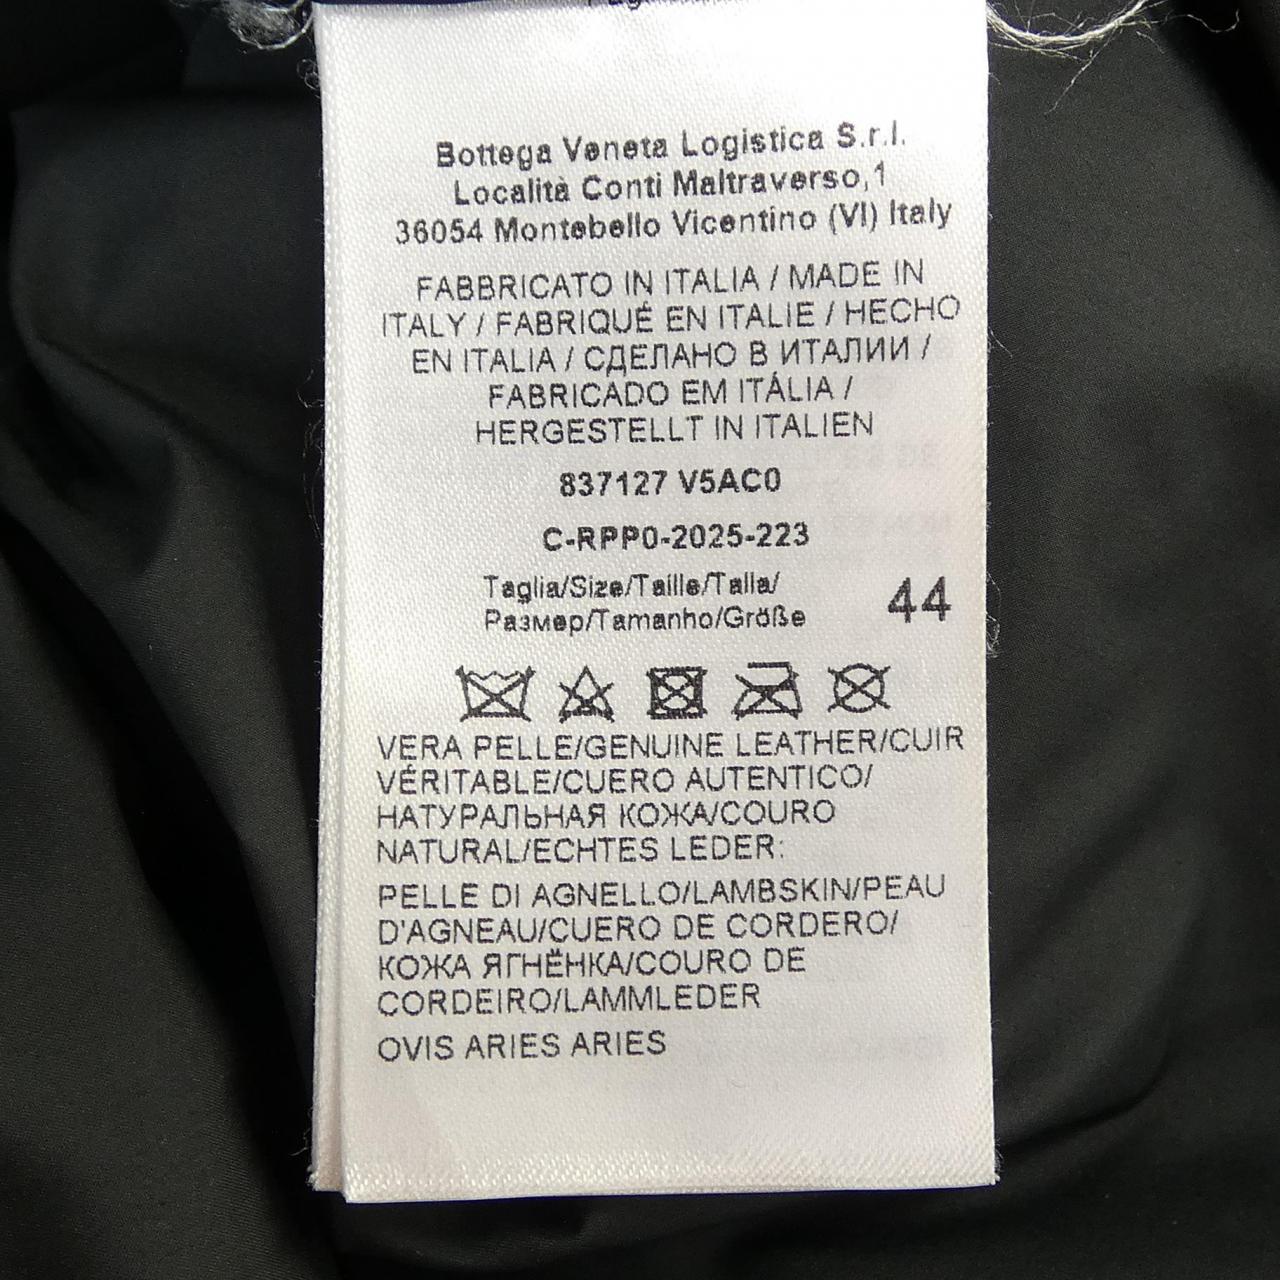 Bottega Veneta Logistica S.r.l.
Località Conti Maltraverso,1
36054 Montebello Vicentino (VI) Italy
FABBRICATO IN ITALIA / MADE IN
ITALY / FABRIQUÉ EN ITALIE / HECHO
EN ITALIA / СДЕЛАНО В ИТАЛИИ /
FABRICADO EM ITÁLIA /
HERGESTELLT IN ITALIEN
837127 V5AC0
C-RPP0-2025-223
Taglia/Size/Taille/Talla/
Размер/Tamanho/Größe
44
VERA PELLE/GENUINE LEATHER/CUIR
VÉRITABLE/CUERO AUTENTICO/
НАТУРАЛЬНАЯ КОЖА/COURO
NATURAL/ECHTES LEDER:
PELLE DI AGNELLO/LAMBSKIN/PEAU
D'AGNEAU/CUERO DE CORDERO/
КОЖА ЯГНЁНКА/COURO DE
CORDEIRO/LAMMLEDER
OVIS ARIES ARIES